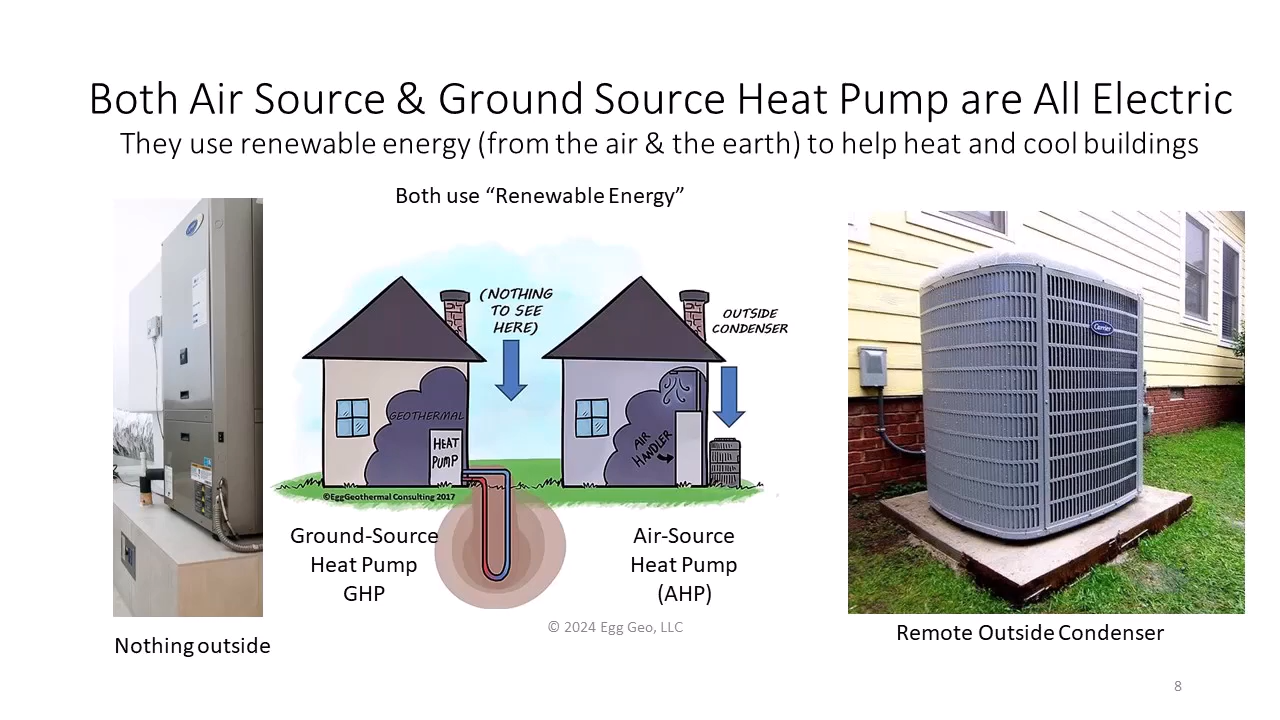 Both Air Source & Ground Source Heat Pump are All Electric
They use renewable energy (from the air & the earth) to help heat and cool buildings
Both use “Renewable Energy”
(NOTHING
TO SEE
HERE)
OUTSIDE
CONDENSER
GEOTHERMAL
HEAT
PUMP
AIR
HANDLER
©EggGeothermal Consulting 2017
Carrier
Ground-Source
Heat Pump
GHP
Air-Source
Heat Pump
(AHP)
© 2024 Egg Geo, LLC
Nothing outside
Remote Outside Condenser
8